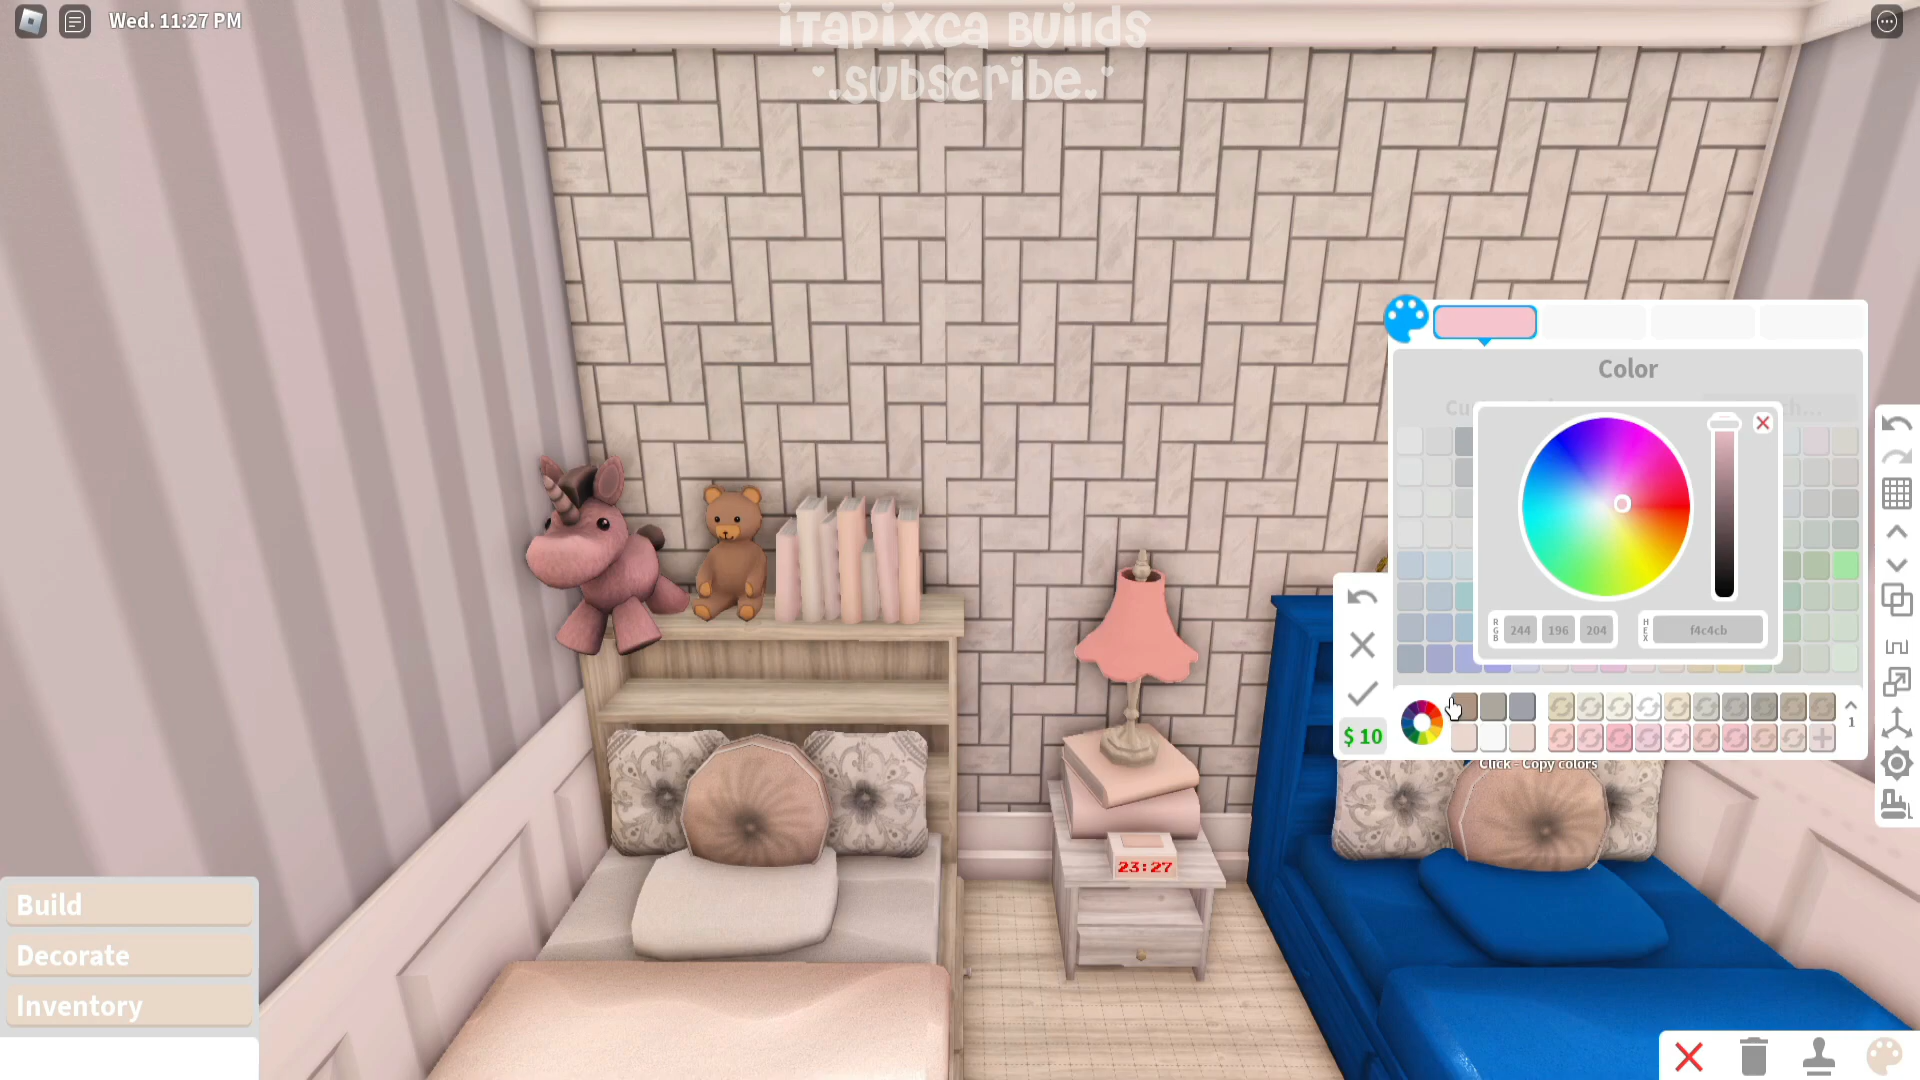 Wed. 11:27 PM
iTapixca Builds
.subscribe.
Color
R G B 244 196 204
HEX f4c4cb
$ 10
1
Click - Copy colors
23:27
Build
Decorate
Inventory